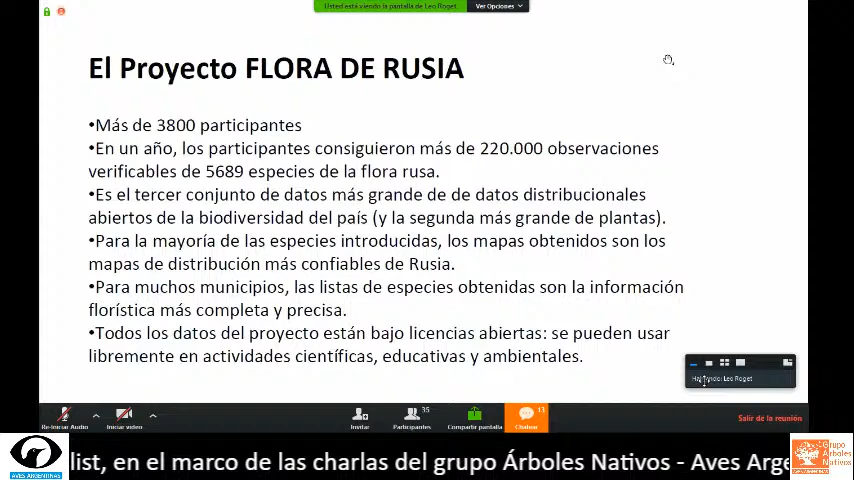 Usted está viendo la pantalla de Leo Roget
Ver Opciones
El Proyecto FLORA DE RUSIA
•Más de 3800 participantes
•En un año, los participantes consiguieron más de 220.000 observaciones
verificables de 5689 especies de la flora rusa.
•Es el tercer conjunto de datos más grande de de datos distribucionales
abiertos de la biodiversidad del país (y la segunda más grande de plantas).
•Para la mayoría de las especies introducidas, los mapas obtenidos son los
mapas de distribución más confiables de Rusia.
•Para muchos municipios, las listas de especies obtenidas son la información
florística más completa y precisa.
•Todos los datos del proyecto están bajo licencias abiertas: se pueden usar
libremente en actividades científicas, educativas y ambientales.
Hablando: Leo Roget
35
13
Re-Iniciar Audio
Iniciar video
Invitar
Participantes
Compartir pantalla
Chatear
Salir de la reunión
AVES ARGENTINAS
list, en el marco de las charlas del grupo Árboles Nativos - Aves Arge
Grupo
Árboles
Nativos